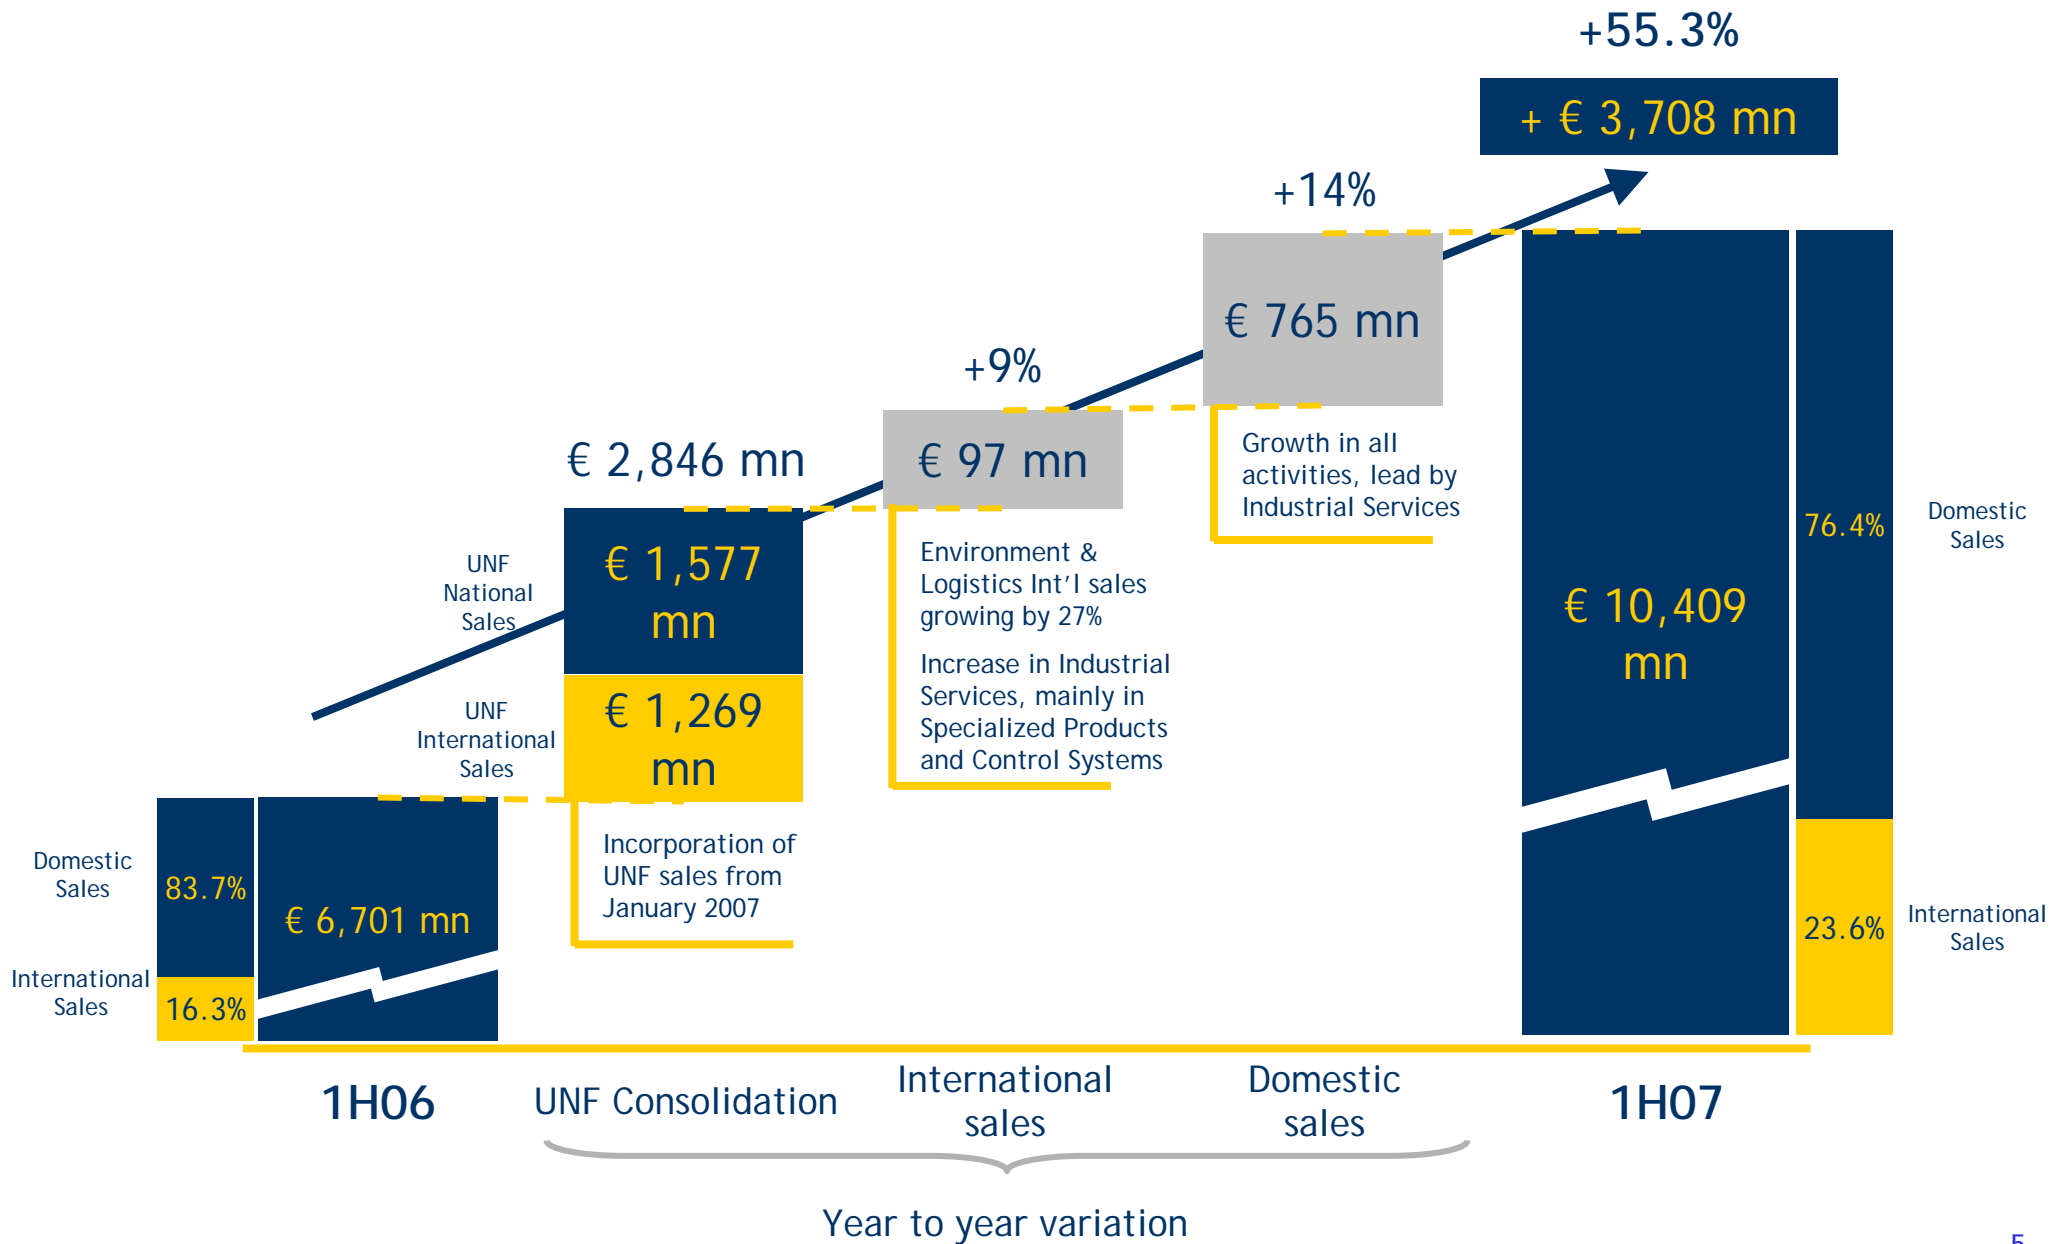 +55.3%
+ € 3,708 mn
+14%
€ 765 mn
+9%
€ 97 mn
€ 2,846 mn
€ 1,577
mn
€ 1,269
mn
UNF
National
Sales
UNF
International
Sales
Growth in all
activities, lead by
Industrial Services
Environment &
Logistics Int’l sales
growing by 27%
Increase in Industrial
Services, mainly in
Specialized Products
and Control Systems
Incorporation of
UNF sales from
January 2007
Domestic
Sales
83.7%
€ 6,701 mn
International
Sales
16.3%
€ 10,409
mn
76.4%
Domestic
Sales
23.6%
International
Sales
1H06
UNF Consolidation
International
sales
Domestic
sales
1H07
Year to year variation
5